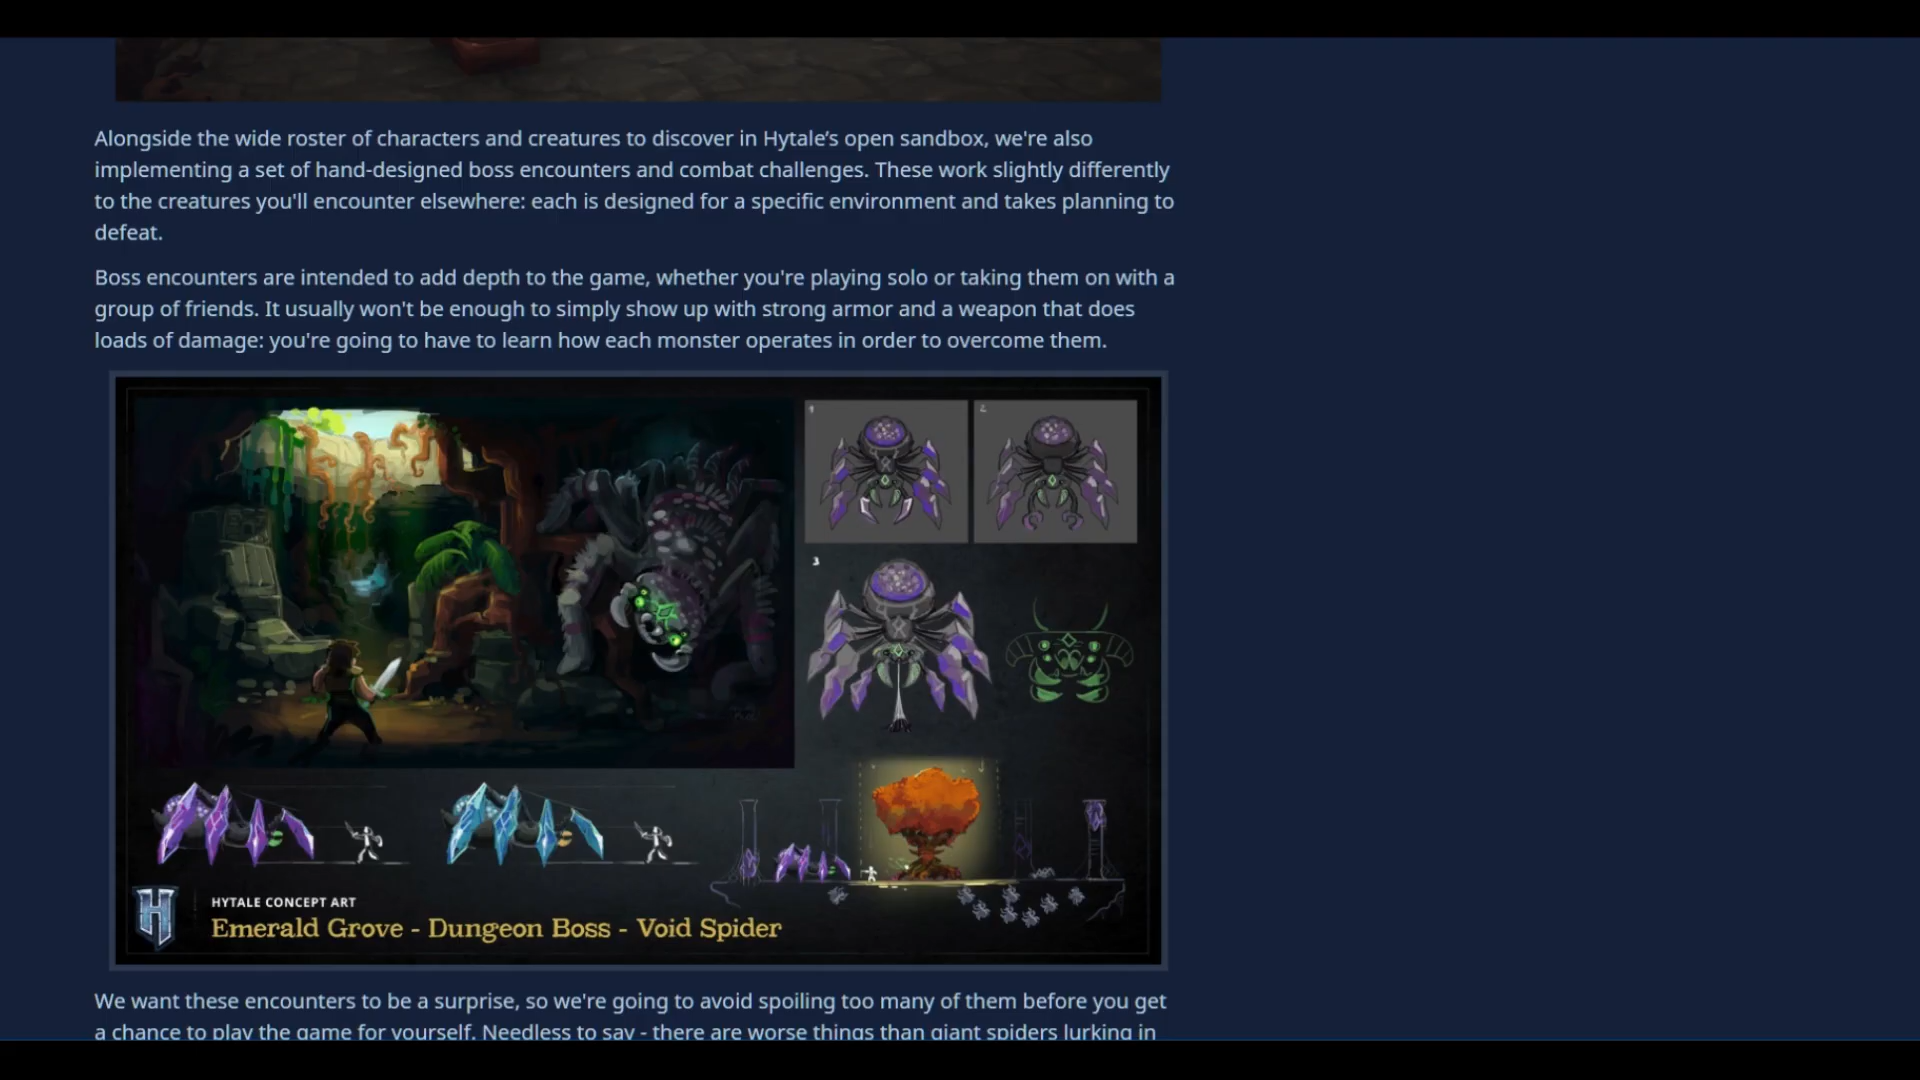 Alongside the wide roster of characters and creatures to discover in Hytale’s open sandbox, we're also
implementing a set of hand-designed boss encounters and combat challenges. These work slightly differently
to the creatures you'll encounter elsewhere: each is designed for a specific environment and takes planning to
defeat.
Boss encounters are intended to add depth to the game, whether you're playing solo or taking them on with a
group of friends. It usually won't be enough to simply show up with strong armor and a weapon that does
loads of damage: you're going to have to learn how each monster operates in order to overcome them.
1
2
3
H
HYTALE CONCEPT ART
Emerald Grove - Dungeon Boss - Void Spider
We want these encounters to be a surprise, so we're going to avoid spoiling too many of them before you get
a chance to play the game for yourself. Needless to say - there are worse things than giant spiders lurking in